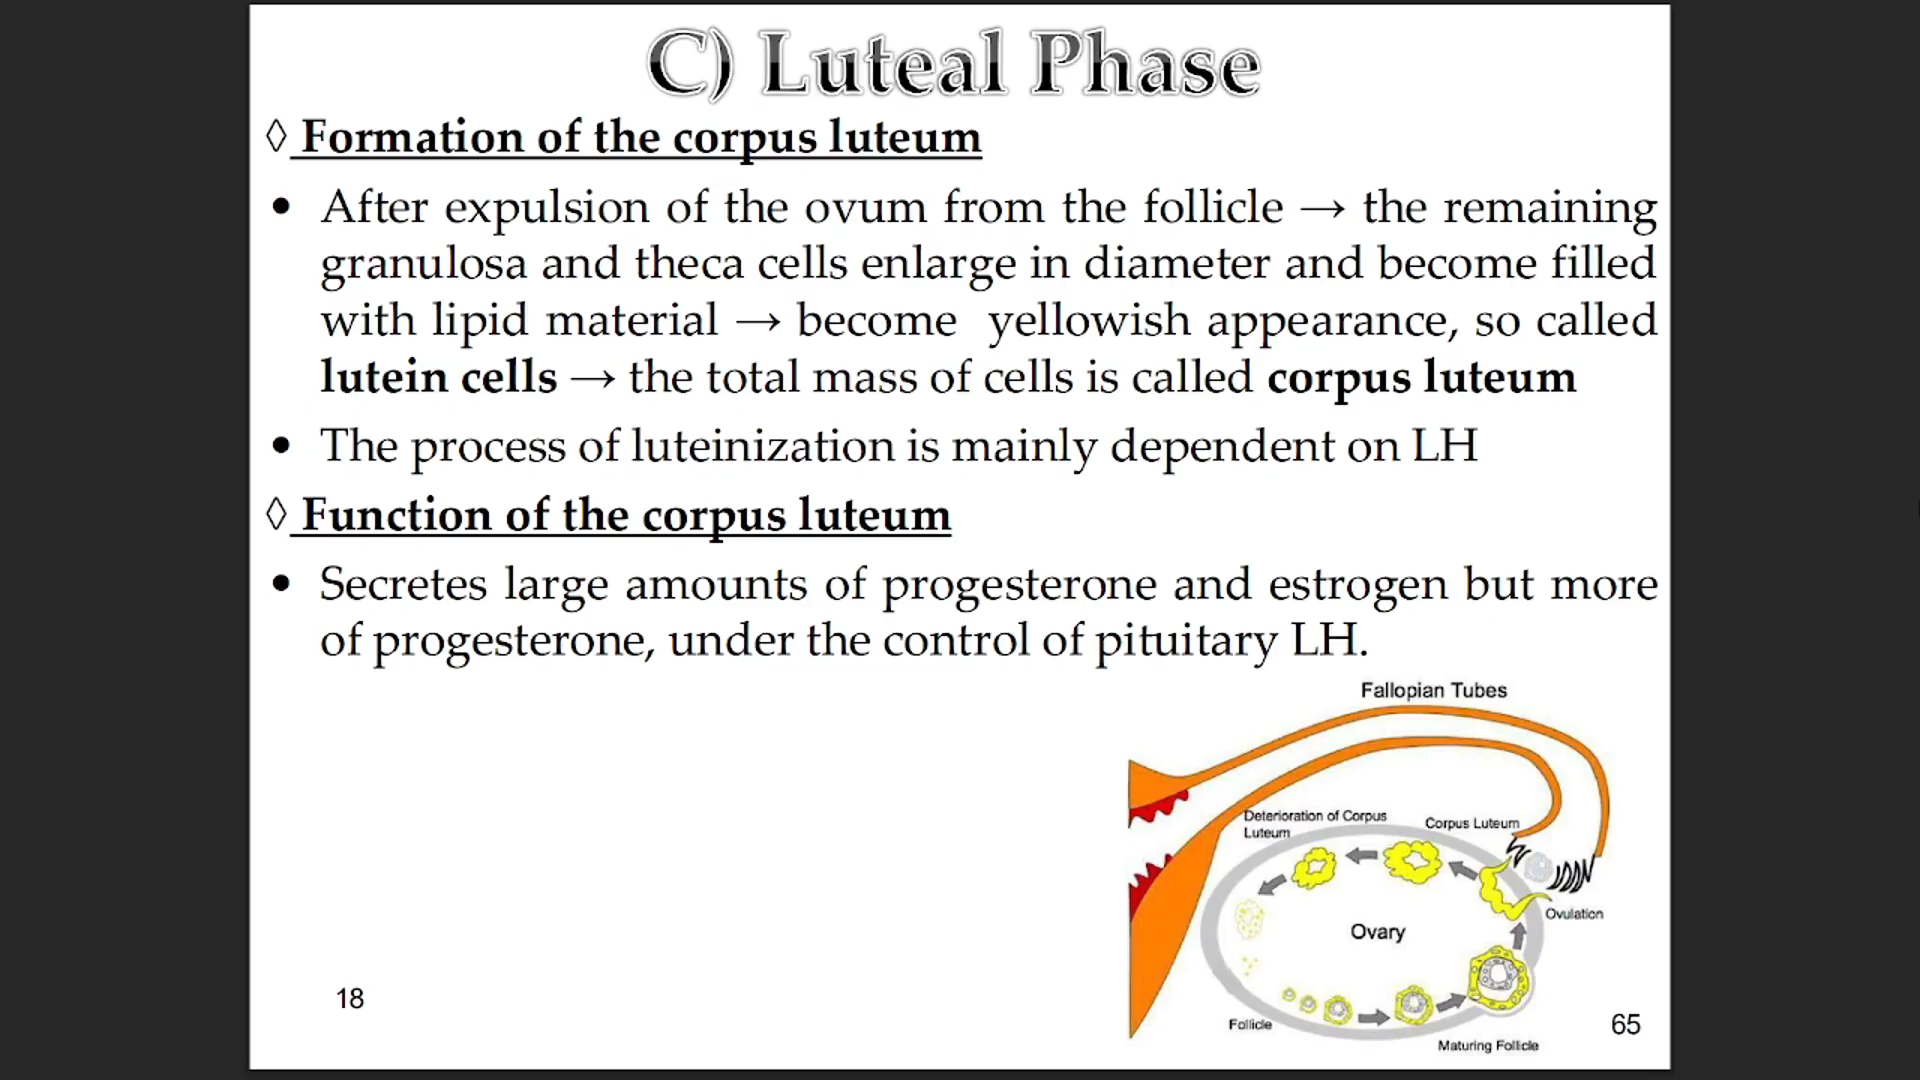 C) Luteal Phase
◊ Formation of the corpus luteum
• After expulsion of the ovum from the follicle → the remaining
granulosa and theca cells enlarge in diameter and become filled
with lipid material → become yellowish appearance, so called
lutein cells → the total mass of cells is called corpus luteum
• The process of luteinization is mainly dependent on LH
◊ Function of the corpus luteum
• Secretes large amounts of progesterone and estrogen but more
of progesterone, under the control of pituitary LH.
Fallopian Tubes
Deterioration of Corpus
Luteum
Corpus Luteum
Ovulation
Ovary
Follicle
Maturing Follicle
18
65